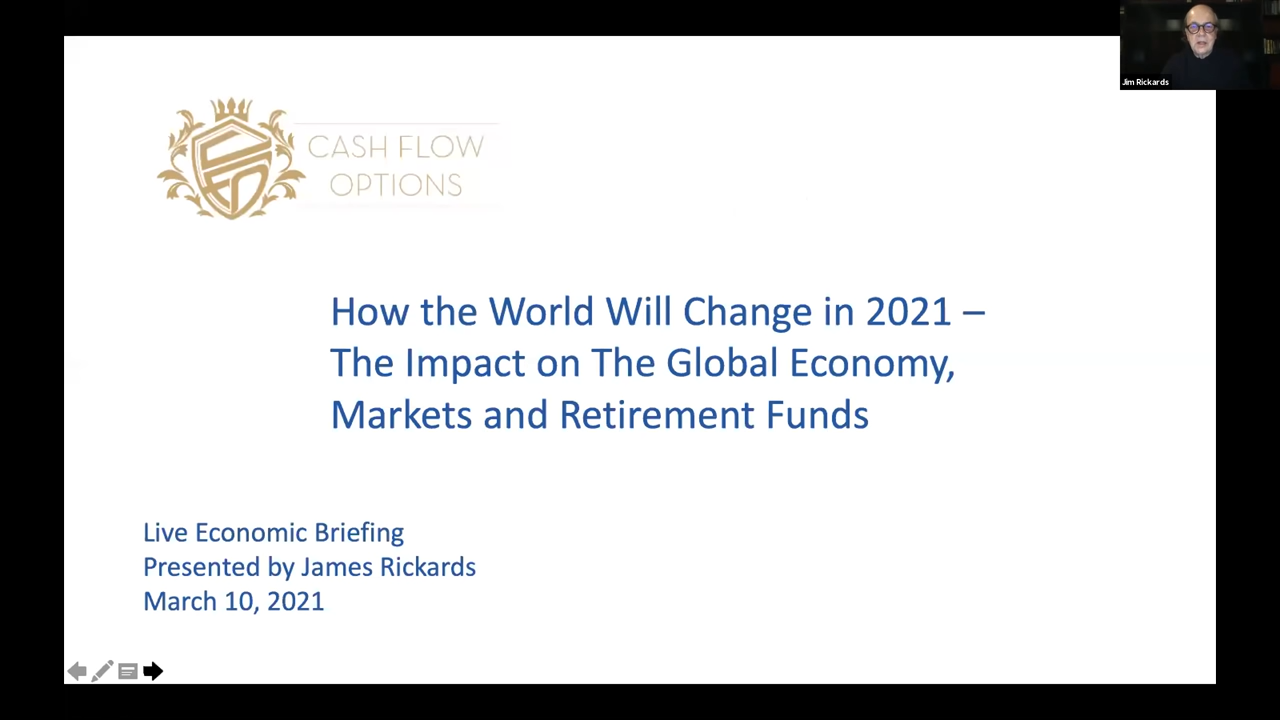 Jim Rickards
CASH FLOW
OPTIONS
How the World Will Change in 2021 –
The Impact on The Global Economy,
Markets and Retirement Funds
Live Economic Briefing
Presented by James Rickards
March 10, 2021